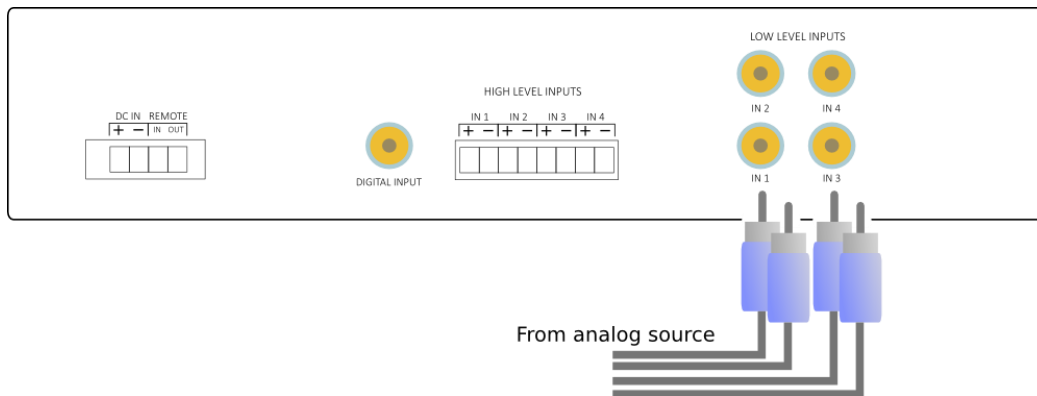 LOW LEVEL INPUTS
IN 2 IN 4
HIGH LEVEL INPUTS
DC IN REMOTE
+ − IN OUT
IN 1 IN 2 IN 3 IN 4
+ − + − + − + −
DIGITAL INPUT
IN 1 IN 3
From analog source